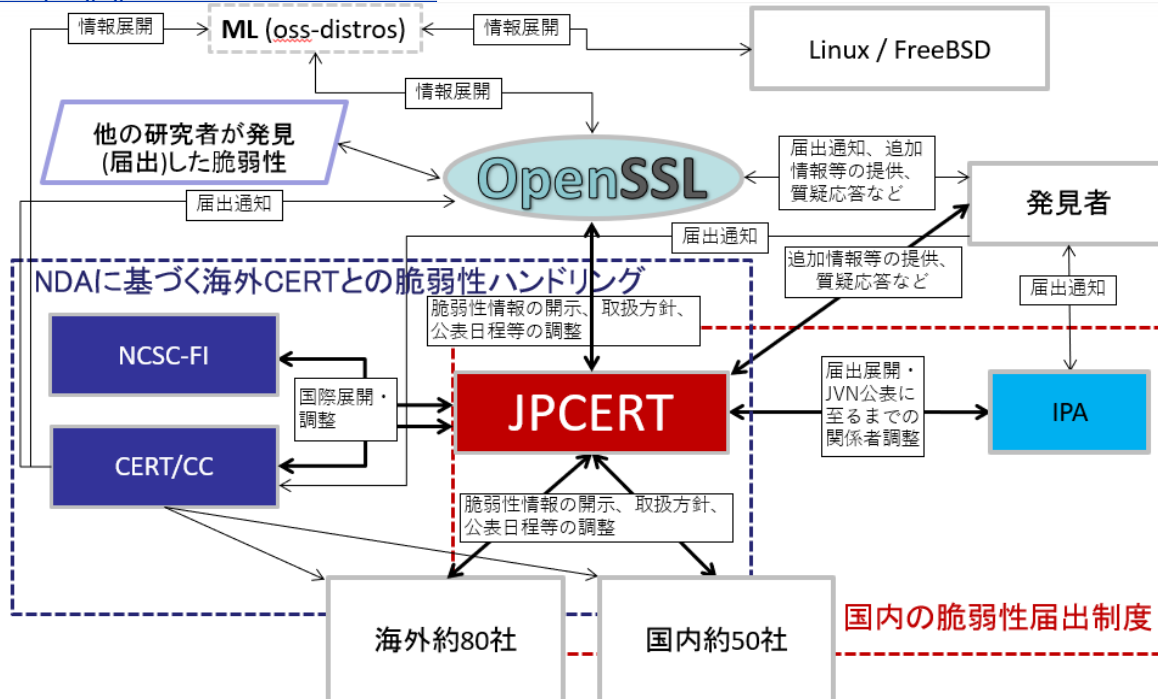 情報展開
ML (oss-distros)
情報展開
Linux / FreeBSD
情報展開
他の研究者が発見
(届出)した脆弱性
OpenSSL
届出通知、追加
情報等の提供、
質疑応答など
発見者
届出通知
届出通知
追加情報等の提供、
質疑応答など
届出通知
NDAに基づく海外CERTとの脆弱性ハンドリング
脆弱性情報の開示、取扱方針、
公表日程等の調整
NCSC-FI
国際展開・
調整
JPCERT
届出展開・
JVN公表に
至るまでの
関係者調整
IPA
CERT/CC
脆弱性情報の開示、取扱方針、
公表日程等の調整
海外約80社
国内約50社
国内の脆弱性届出制度